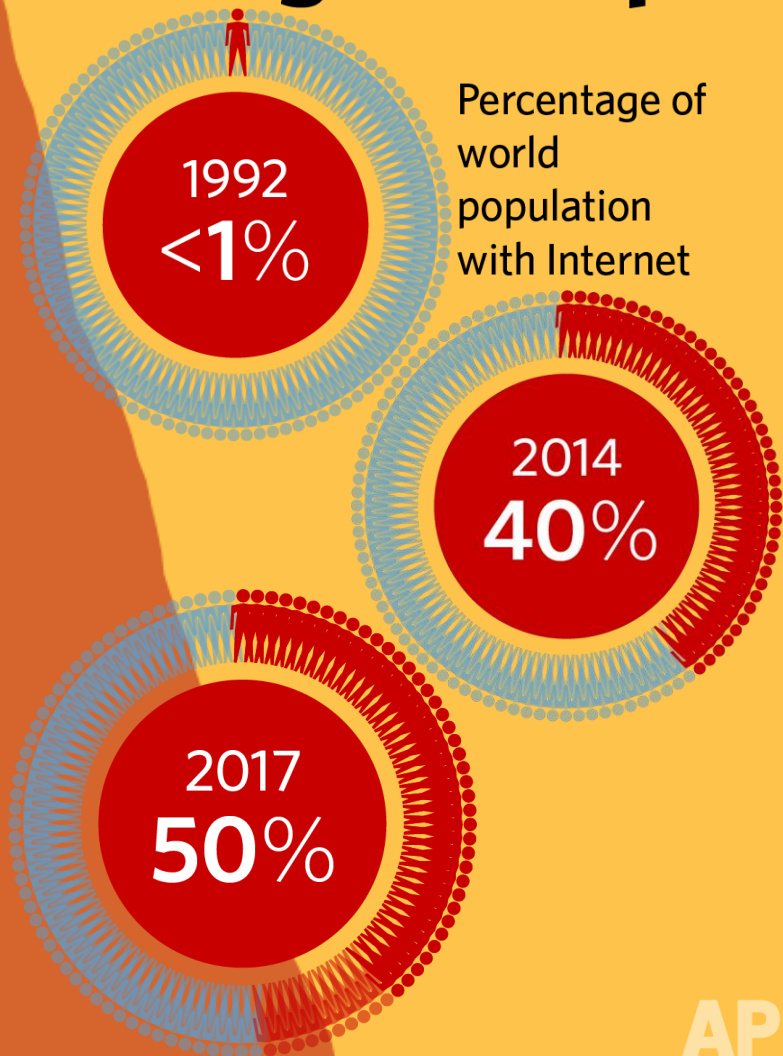 Percentage of
world
population
with Internet
1992
<1%
2014
40%
2017
50%
AP